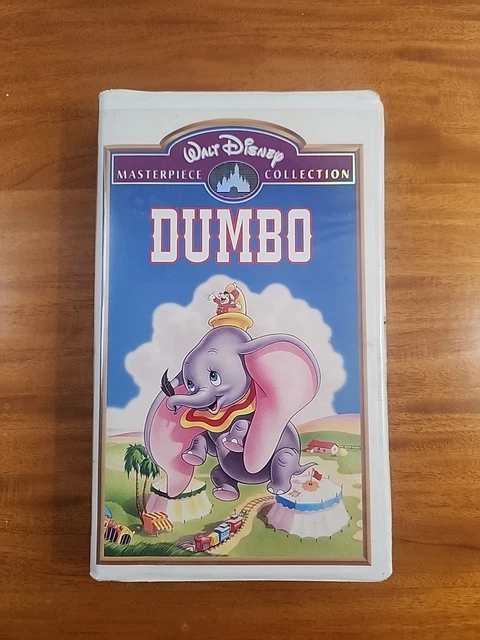 WALT DISNEY
MASTERPIECE COLLECTION
DUMBO